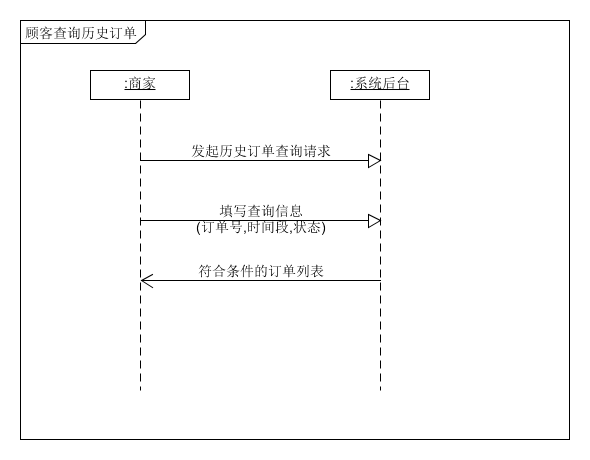 顾客查询历史订单
:商家
:系统后台
发起历史订单查询请求
填写查询信息
(订单号,时间段,状态)
符合条件的订单列表